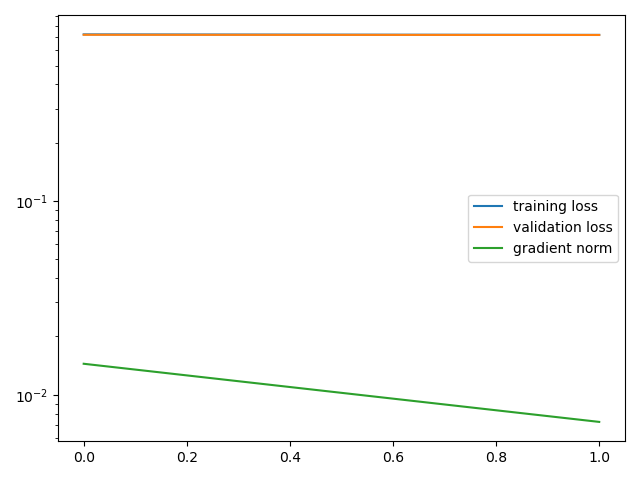 10⁻¹
10⁻²
training loss
validation loss
gradient norm
0.0 0.2 0.4 0.6 0.8 1.0